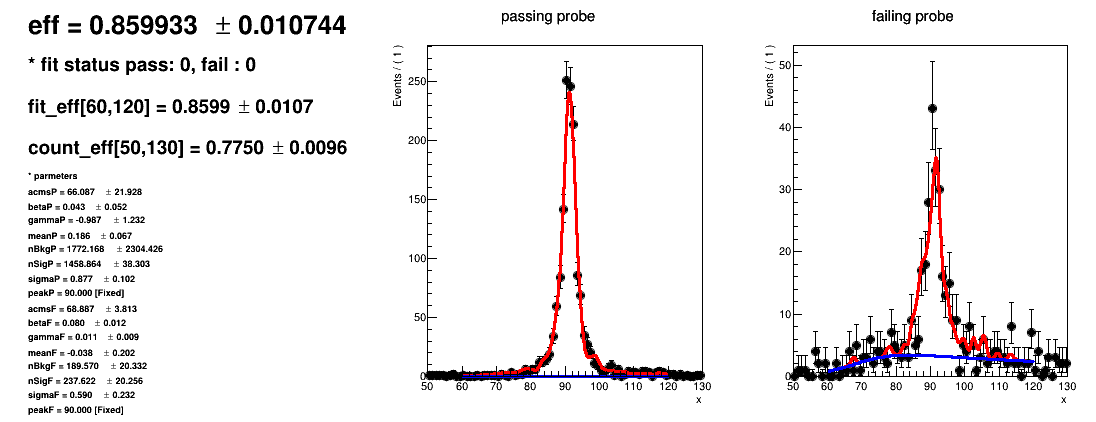 eff = 0.859933 ± 0.010744
* fit status pass: 0, fail : 0
fit_eff[60,120] = 0.8599 ± 0.0107
count_eff[50,130] = 0.7750 ± 0.0096
* parmeters
acmsP = 66.087 ± 21.928
betaP = 0.043 ± 0.052
gammaP = -0.987 ± 1.232
meanP = 0.186 ± 0.067
nBkgP = 1772.168 ± 2304.426
nSigP = 1458.864 ± 38.303
sigmaP = 0.877 ± 0.102
peakP = 90.000 [Fixed]
acmsF = 68.887 ± 3.813
betaF = 0.080 ± 0.012
gammaF = 0.011 ± 0.009
meanF = -0.038 ± 0.202
nBkgF = 189.570 ± 20.332
nSigF = 237.622 ± 20.256
sigmaF = 0.590 ± 0.232
peakF = 90.000 [Fixed]
passing probe
Events / ( 1 )
250
200
150
100
50
0
50 60 70 80 90 100 110 120 130
x
failing probe
Events / ( 1 )
50
40
30
20
10
0
50 60 70 80 90 100 110 120 130
x